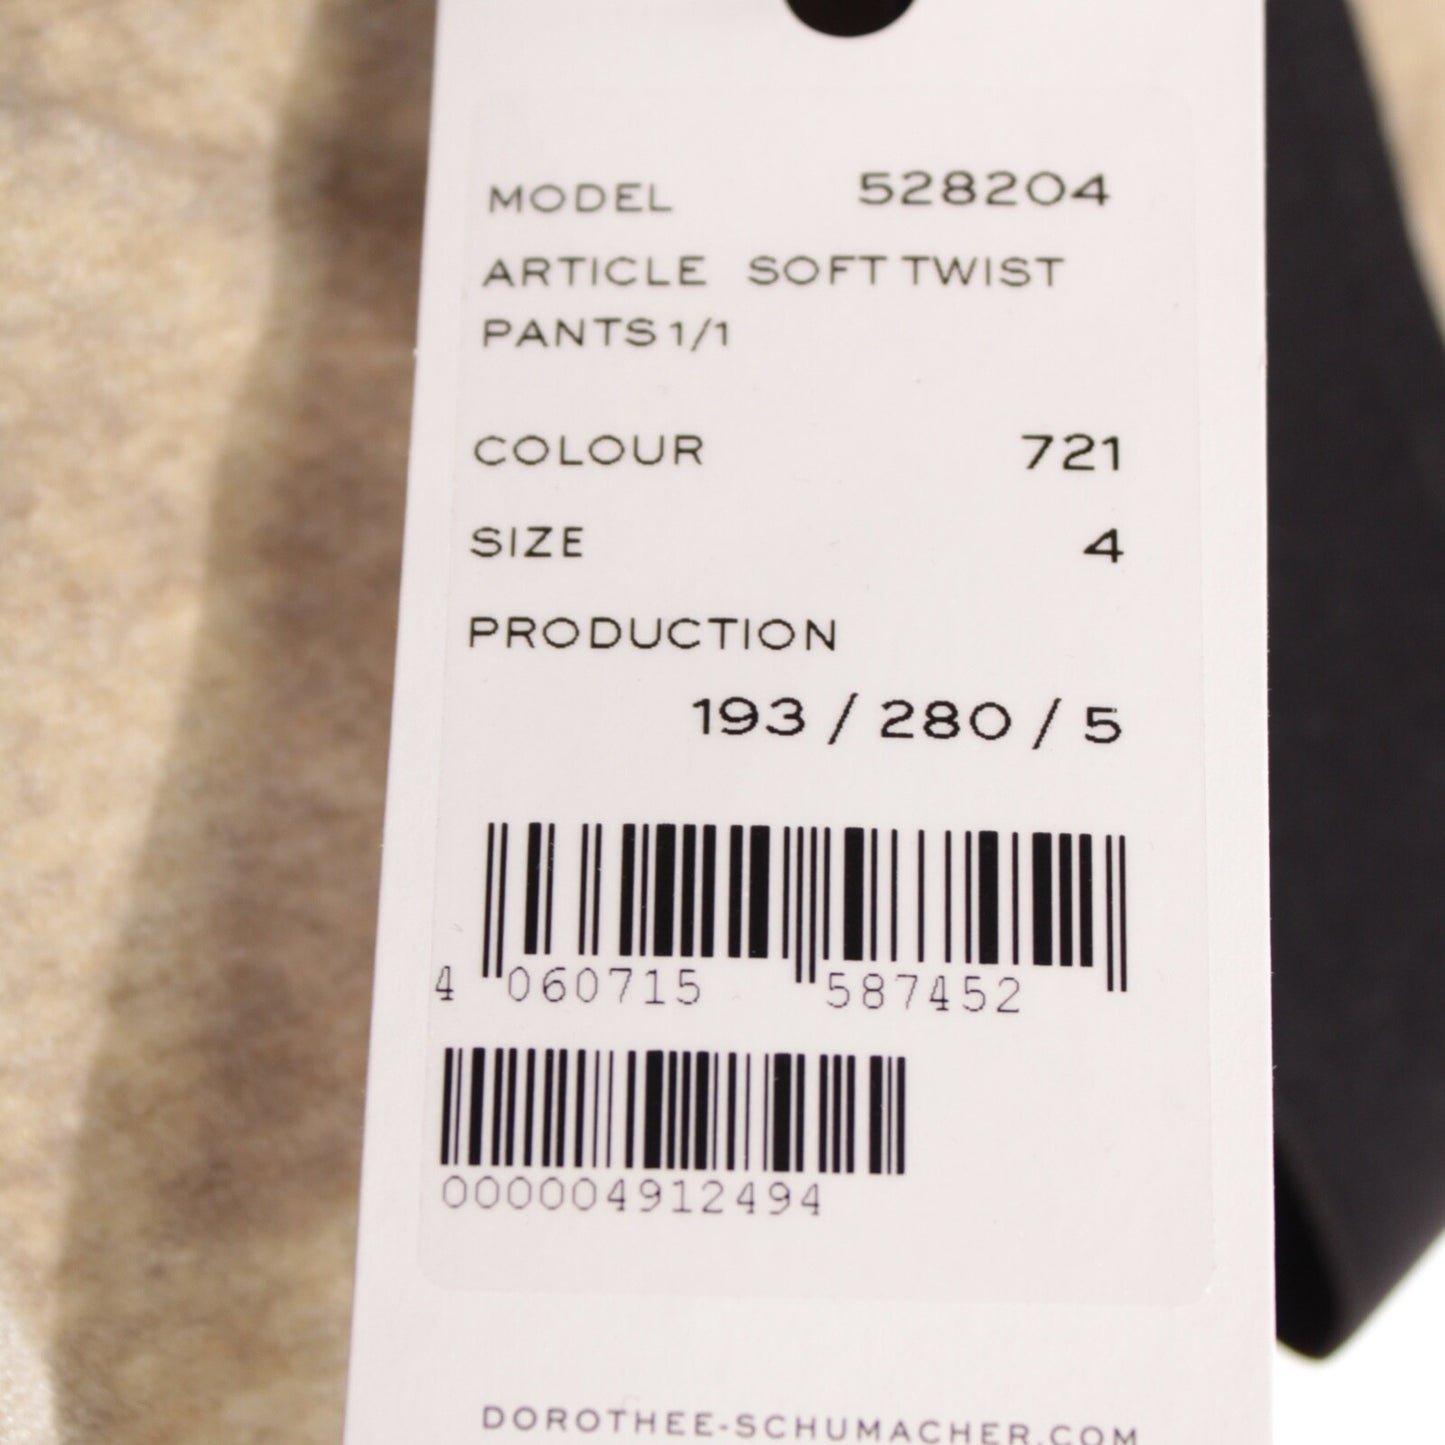 MODEL 528204
ARTICLE SOFT TWIST
PANTS 1/1
COLOUR 721
SIZE 4
PRODUCTION
193 / 280 / 5
4 060715 587452
000004912494
DOROTHEE-SCHUMACHER.COM